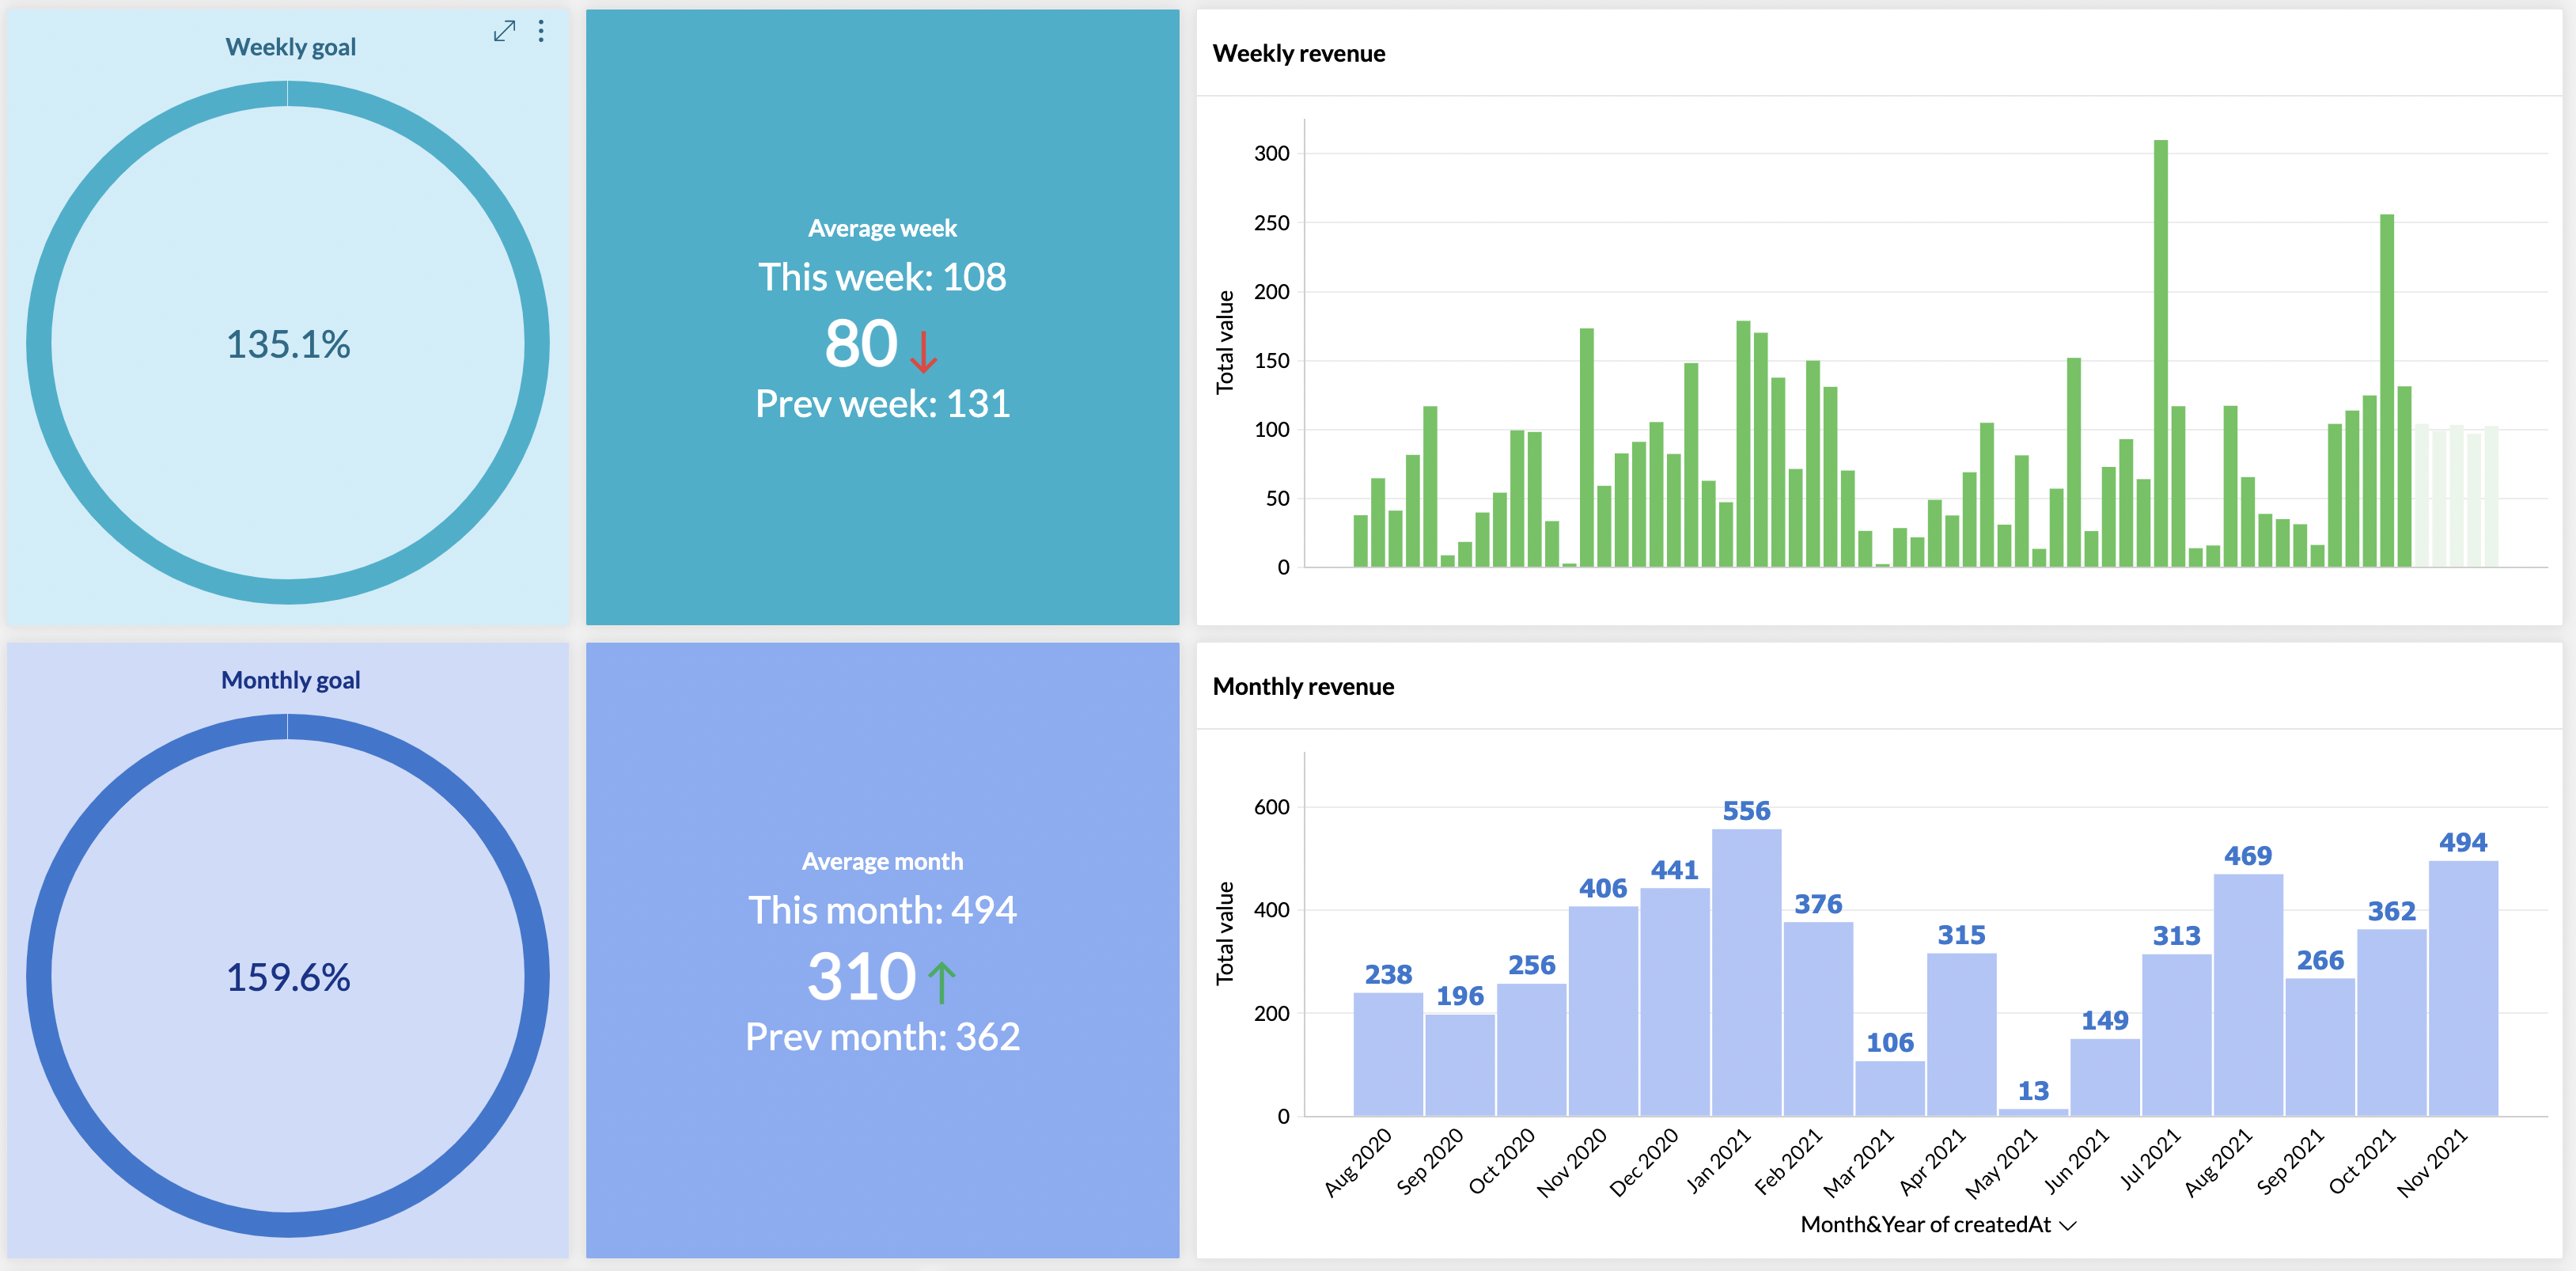 Weekly goal
135.1%
Average week
This week: 108
80
Prev week: 131
Weekly revenue
Total value
300
250
200
150
100
50
0
Monthly goal
159.6%
Average month
This month: 494
310
Prev month: 362
Monthly revenue
Total value
600
400
200
0
238
196
256
406
441
556
376
106
315
13
149
313
469
266
362
494
Aug 2020
Sep 2020
Oct 2020
Nov 2020
Dec 2020
Jan 2021
Feb 2021
Mar 2021
Apr 2021
May 2021
Jun 2021
Jul 2021
Aug 2021
Sep 2021
Oct 2021
Nov 2021
Month&Year of createdAt